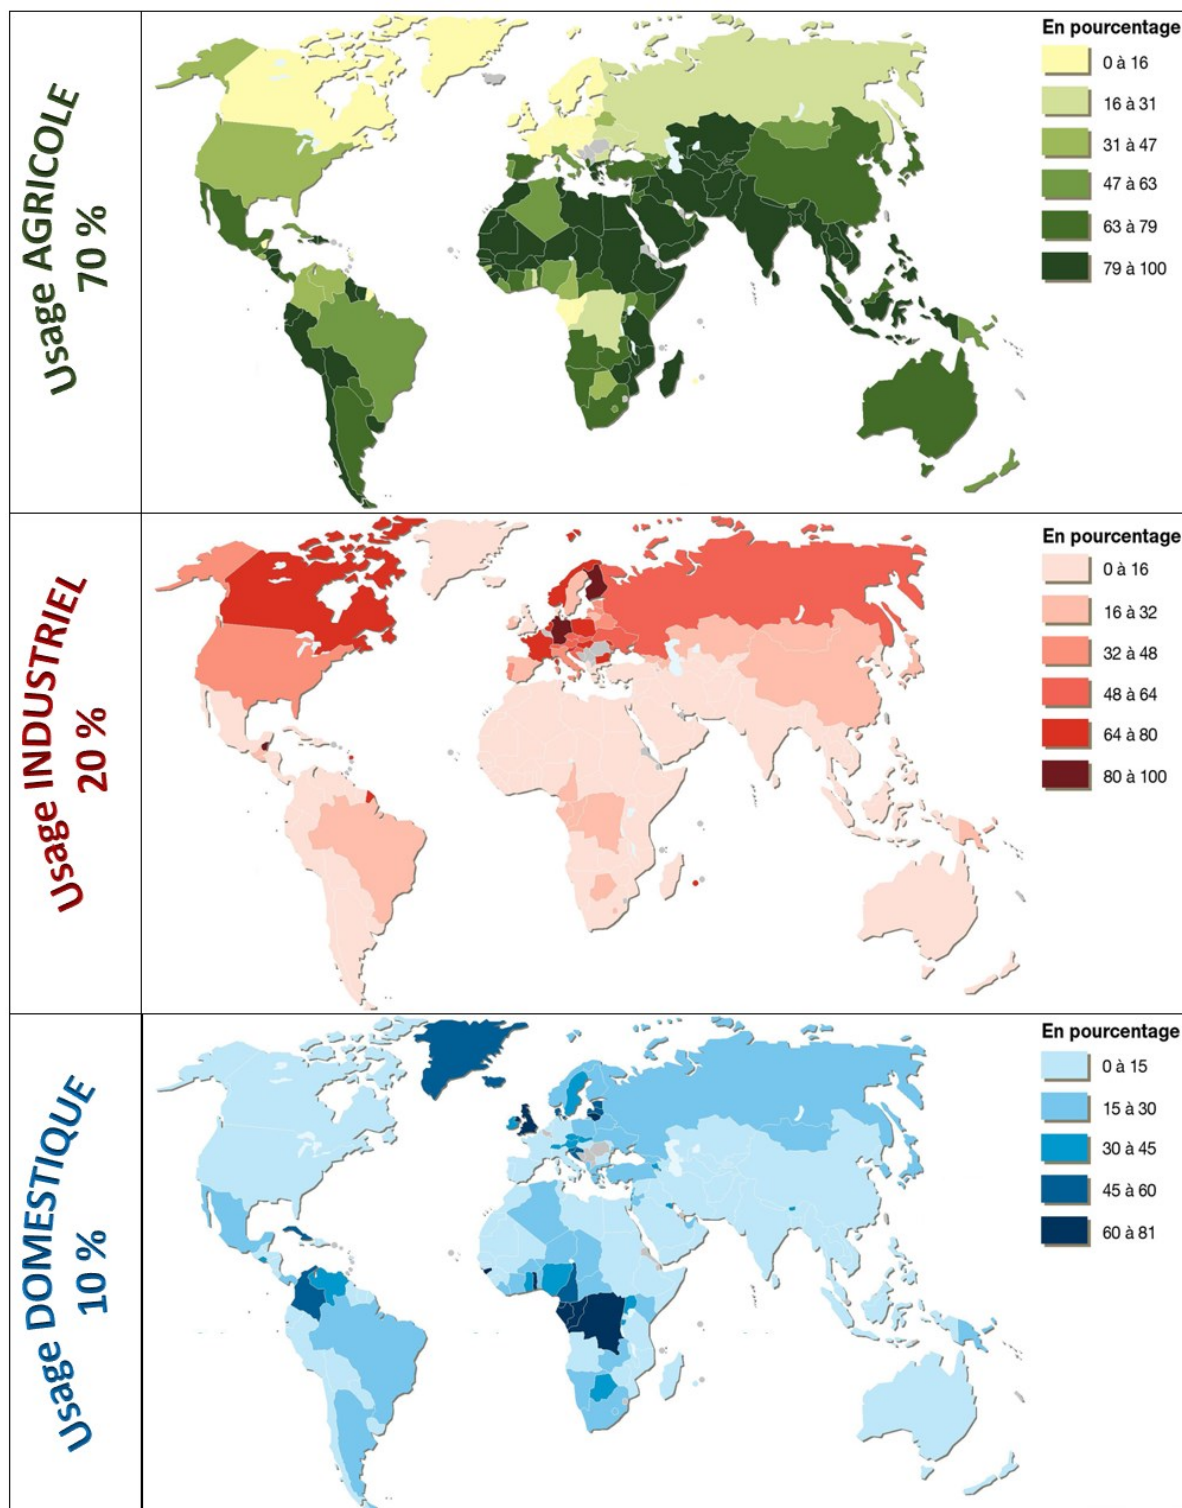 Usage AGRICOLE
70 %
En pourcentage
0 à 16
16 à 31
31 à 47
47 à 63
63 à 79
79 à 100
Usage INDUSTRIEL
20 %
En pourcentage
0 à 16
16 à 32
32 à 48
48 à 64
64 à 80
80 à 100
Usage DOMESTIQUE
10 %
En pourcentage
0 à 15
15 à 30
30 à 45
45 à 60
60 à 81